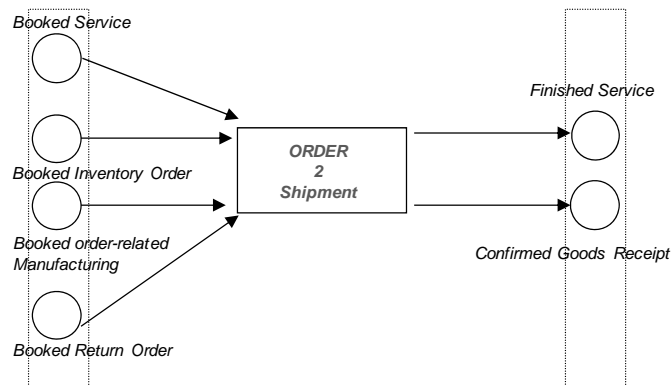 Booked Service
Finished Service
Booked Inventory Order
ORDER
2
Shipment
Booked order-related
Manufacturing
Confirmed Goods Receipt
Booked Return Order